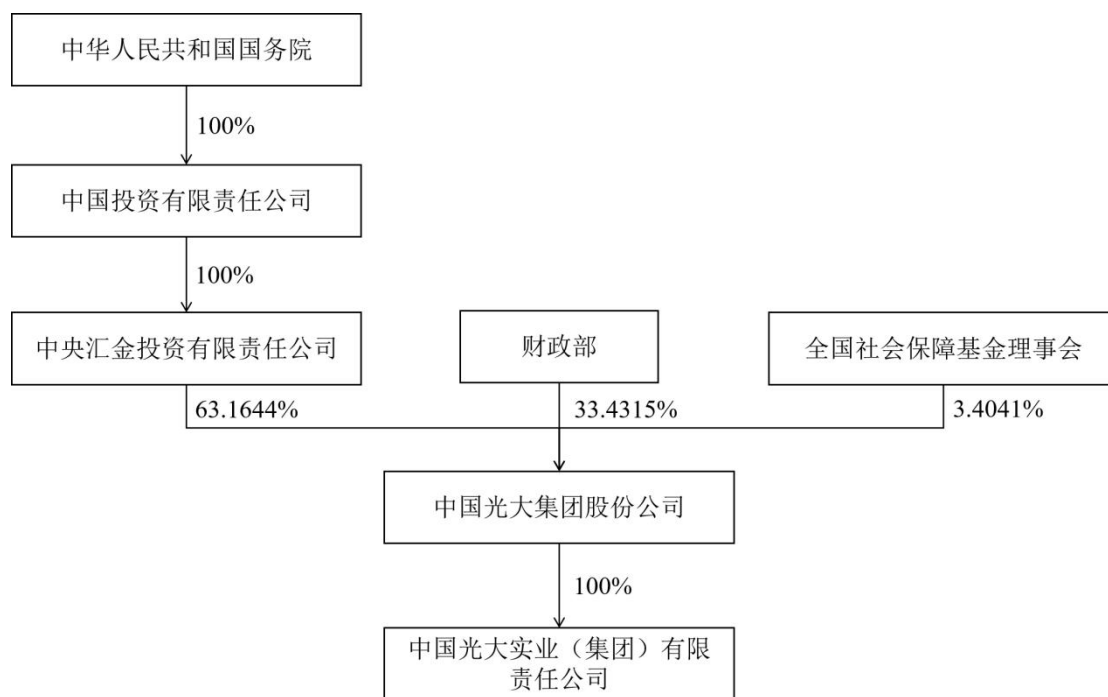 中华人民共和国国务院
100%
中国投资有限责任公司
100%
中央汇金投资有限责任公司
财政部
全国社会保障基金理事会
63.1644%
33.4315%
3.4041%
中国光大集团股份公司
100%
中国光大实业（集团）有限
责任公司